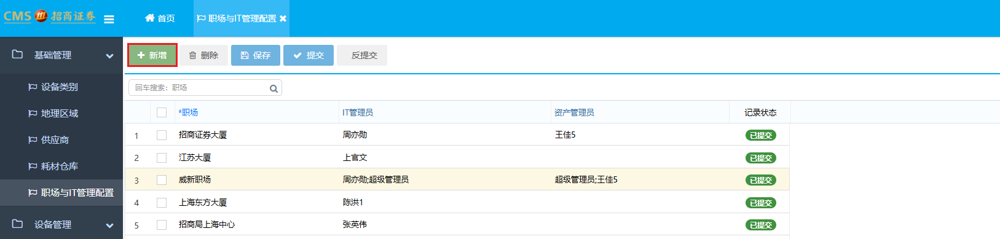 CMS 招商证券
首页
职场与IT管理配置
基础管理
设备类别
地理区域
供应商
耗材仓库
职场与IT管理配置
设备管理
新增 删除 保存 提交 反提交
回车搜索：职场
*职场 IT管理员 资产管理员 记录状态
1 招商证券大厦 周亦勋 王佳5 已提交
2 江苏大厦 上官文 已提交
3 威新职场 周亦勋;超级管理员 超级管理员;王佳5 已提交
4 上海东方大厦 陈洪1 已提交
5 招商局上海中心 张英伟 已提交